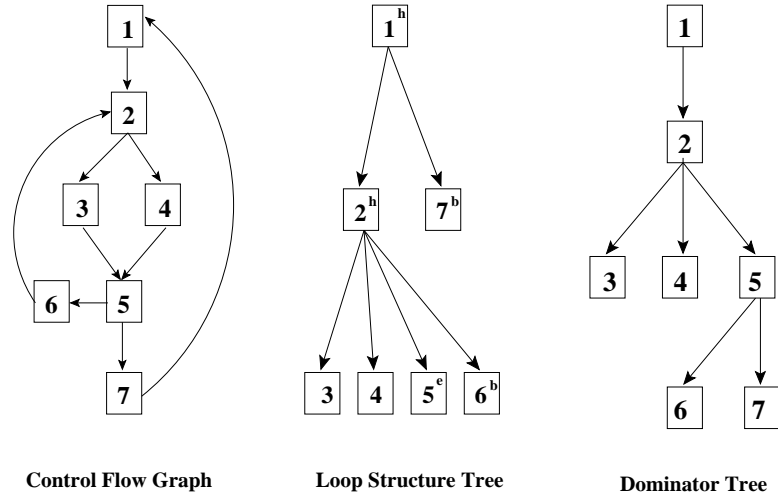 1
2
3 4
6 5
7
Control Flow Graph
1h
2h 7b
3 4 5e 6b
Loop Structure Tree
1
2
3 4 5
6 7
Dominator Tree